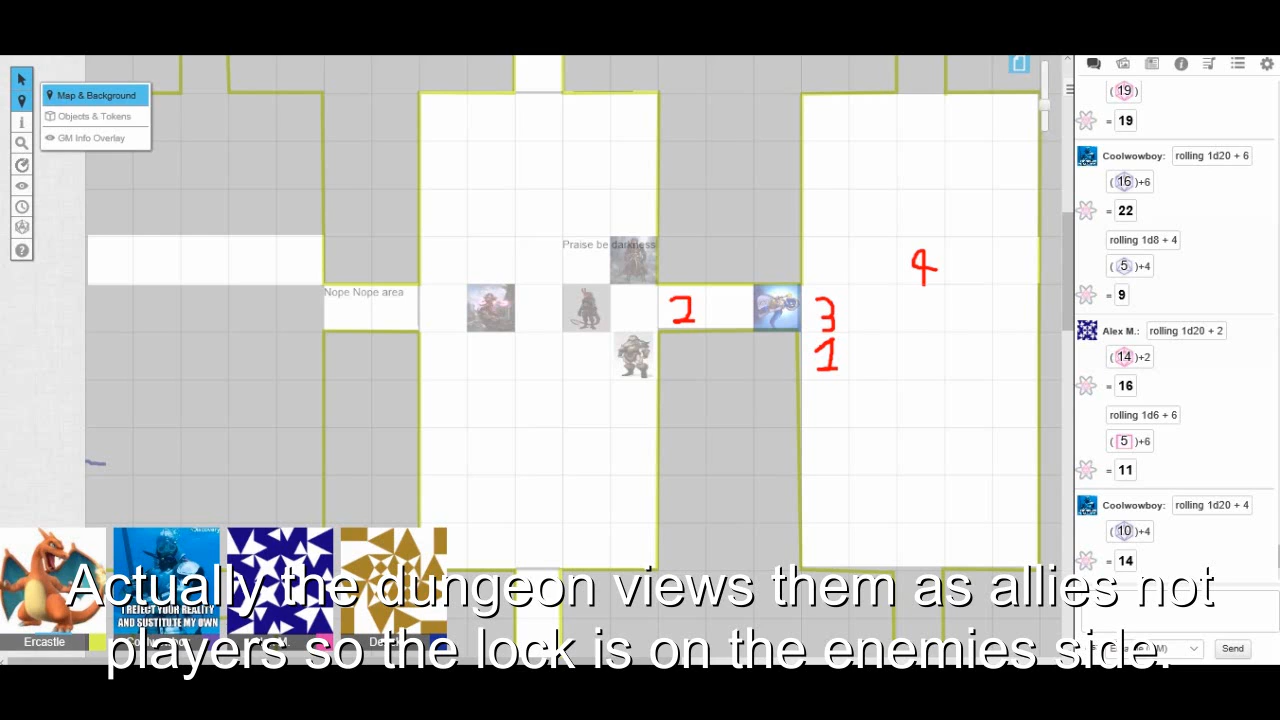 Map & Background
Objects & Tokens
GM Info Overlay
Praise be darkness
Nope Nope area
2
3
1
4
(19)
= 19
Coolwowboy: rolling 1d20 + 6
(16)+6
= 22
rolling 1d8 + 4
(5)+4
= 9
Alex M.: rolling 1d20 + 2
(14)+2
= 16
rolling 1d6 + 6
(5)+6
= 11
Coolwowboy: rolling 1d20 + 4
(10)+4
= 14
I REJECT YOUR REALITY
AND SUSTITUTE MY OWN
Ercastle
Send
Actually the dungeon views them as allies not
players so the lock is on the enemies side.